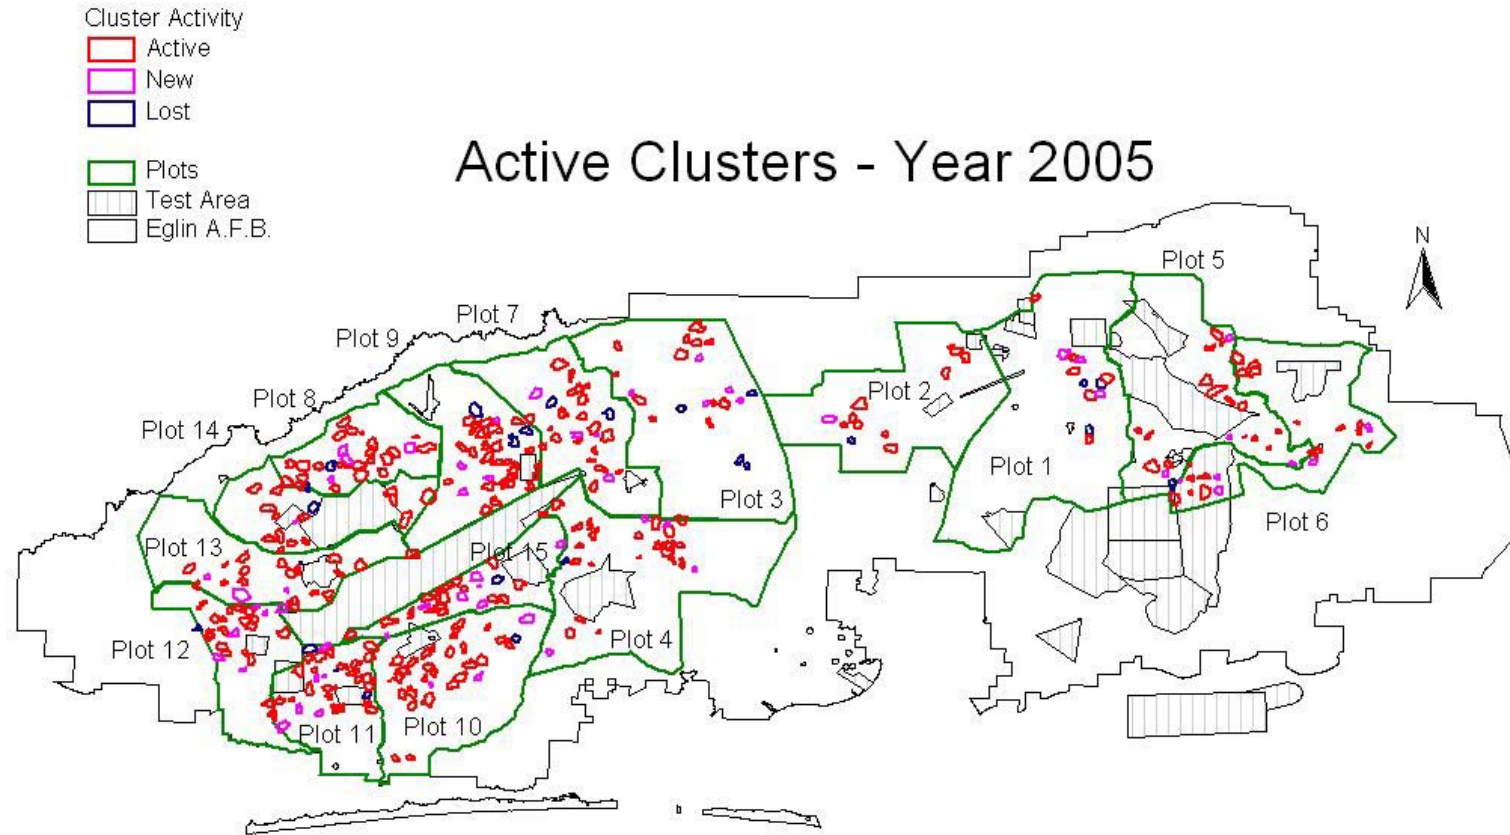 Cluster Activity
Active
New
Lost
Plots
Test Area
Eglin A.F.B.
Active Clusters - Year 2005
N
Plot 5
Plot 7
Plot 9
Plot 8
Plot 2
Plot 14
Plot 1
Plot 3
Plot 6
Plot 13
Plot 15
Plot 4
Plot 12
Plot 10
Plot 11